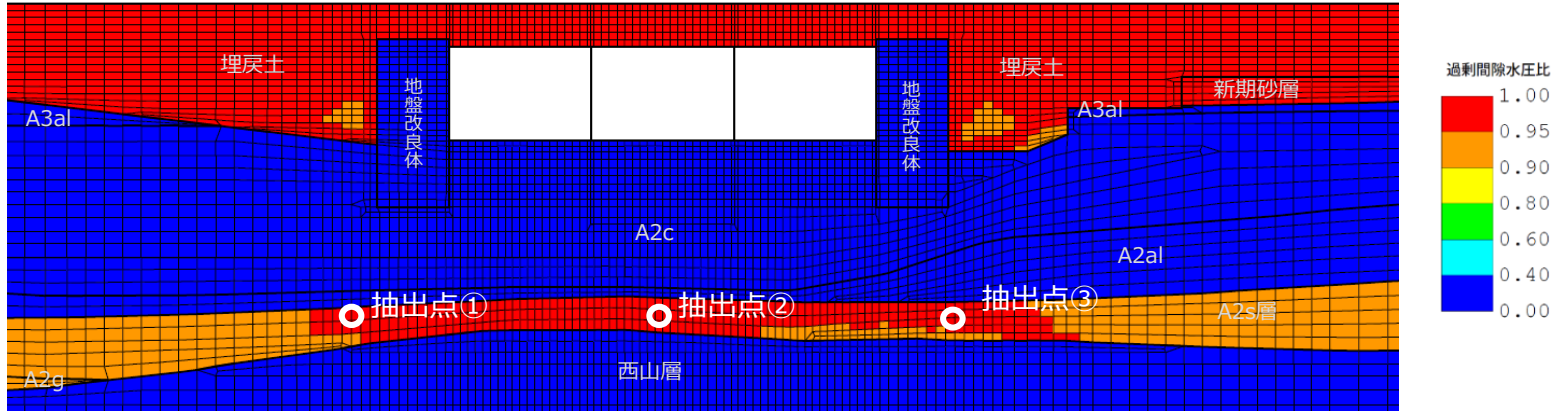 埋戻土
埋戻土
過剰間隙水圧比
地盤改良体
地盤改良体
新期砂層
A3al
A3al
A2c
A2al
抽出点①
抽出点②
抽出点③
A2s層
A2g
西山層
1.00
0.95
0.90
0.80
0.60
0.40
0.00